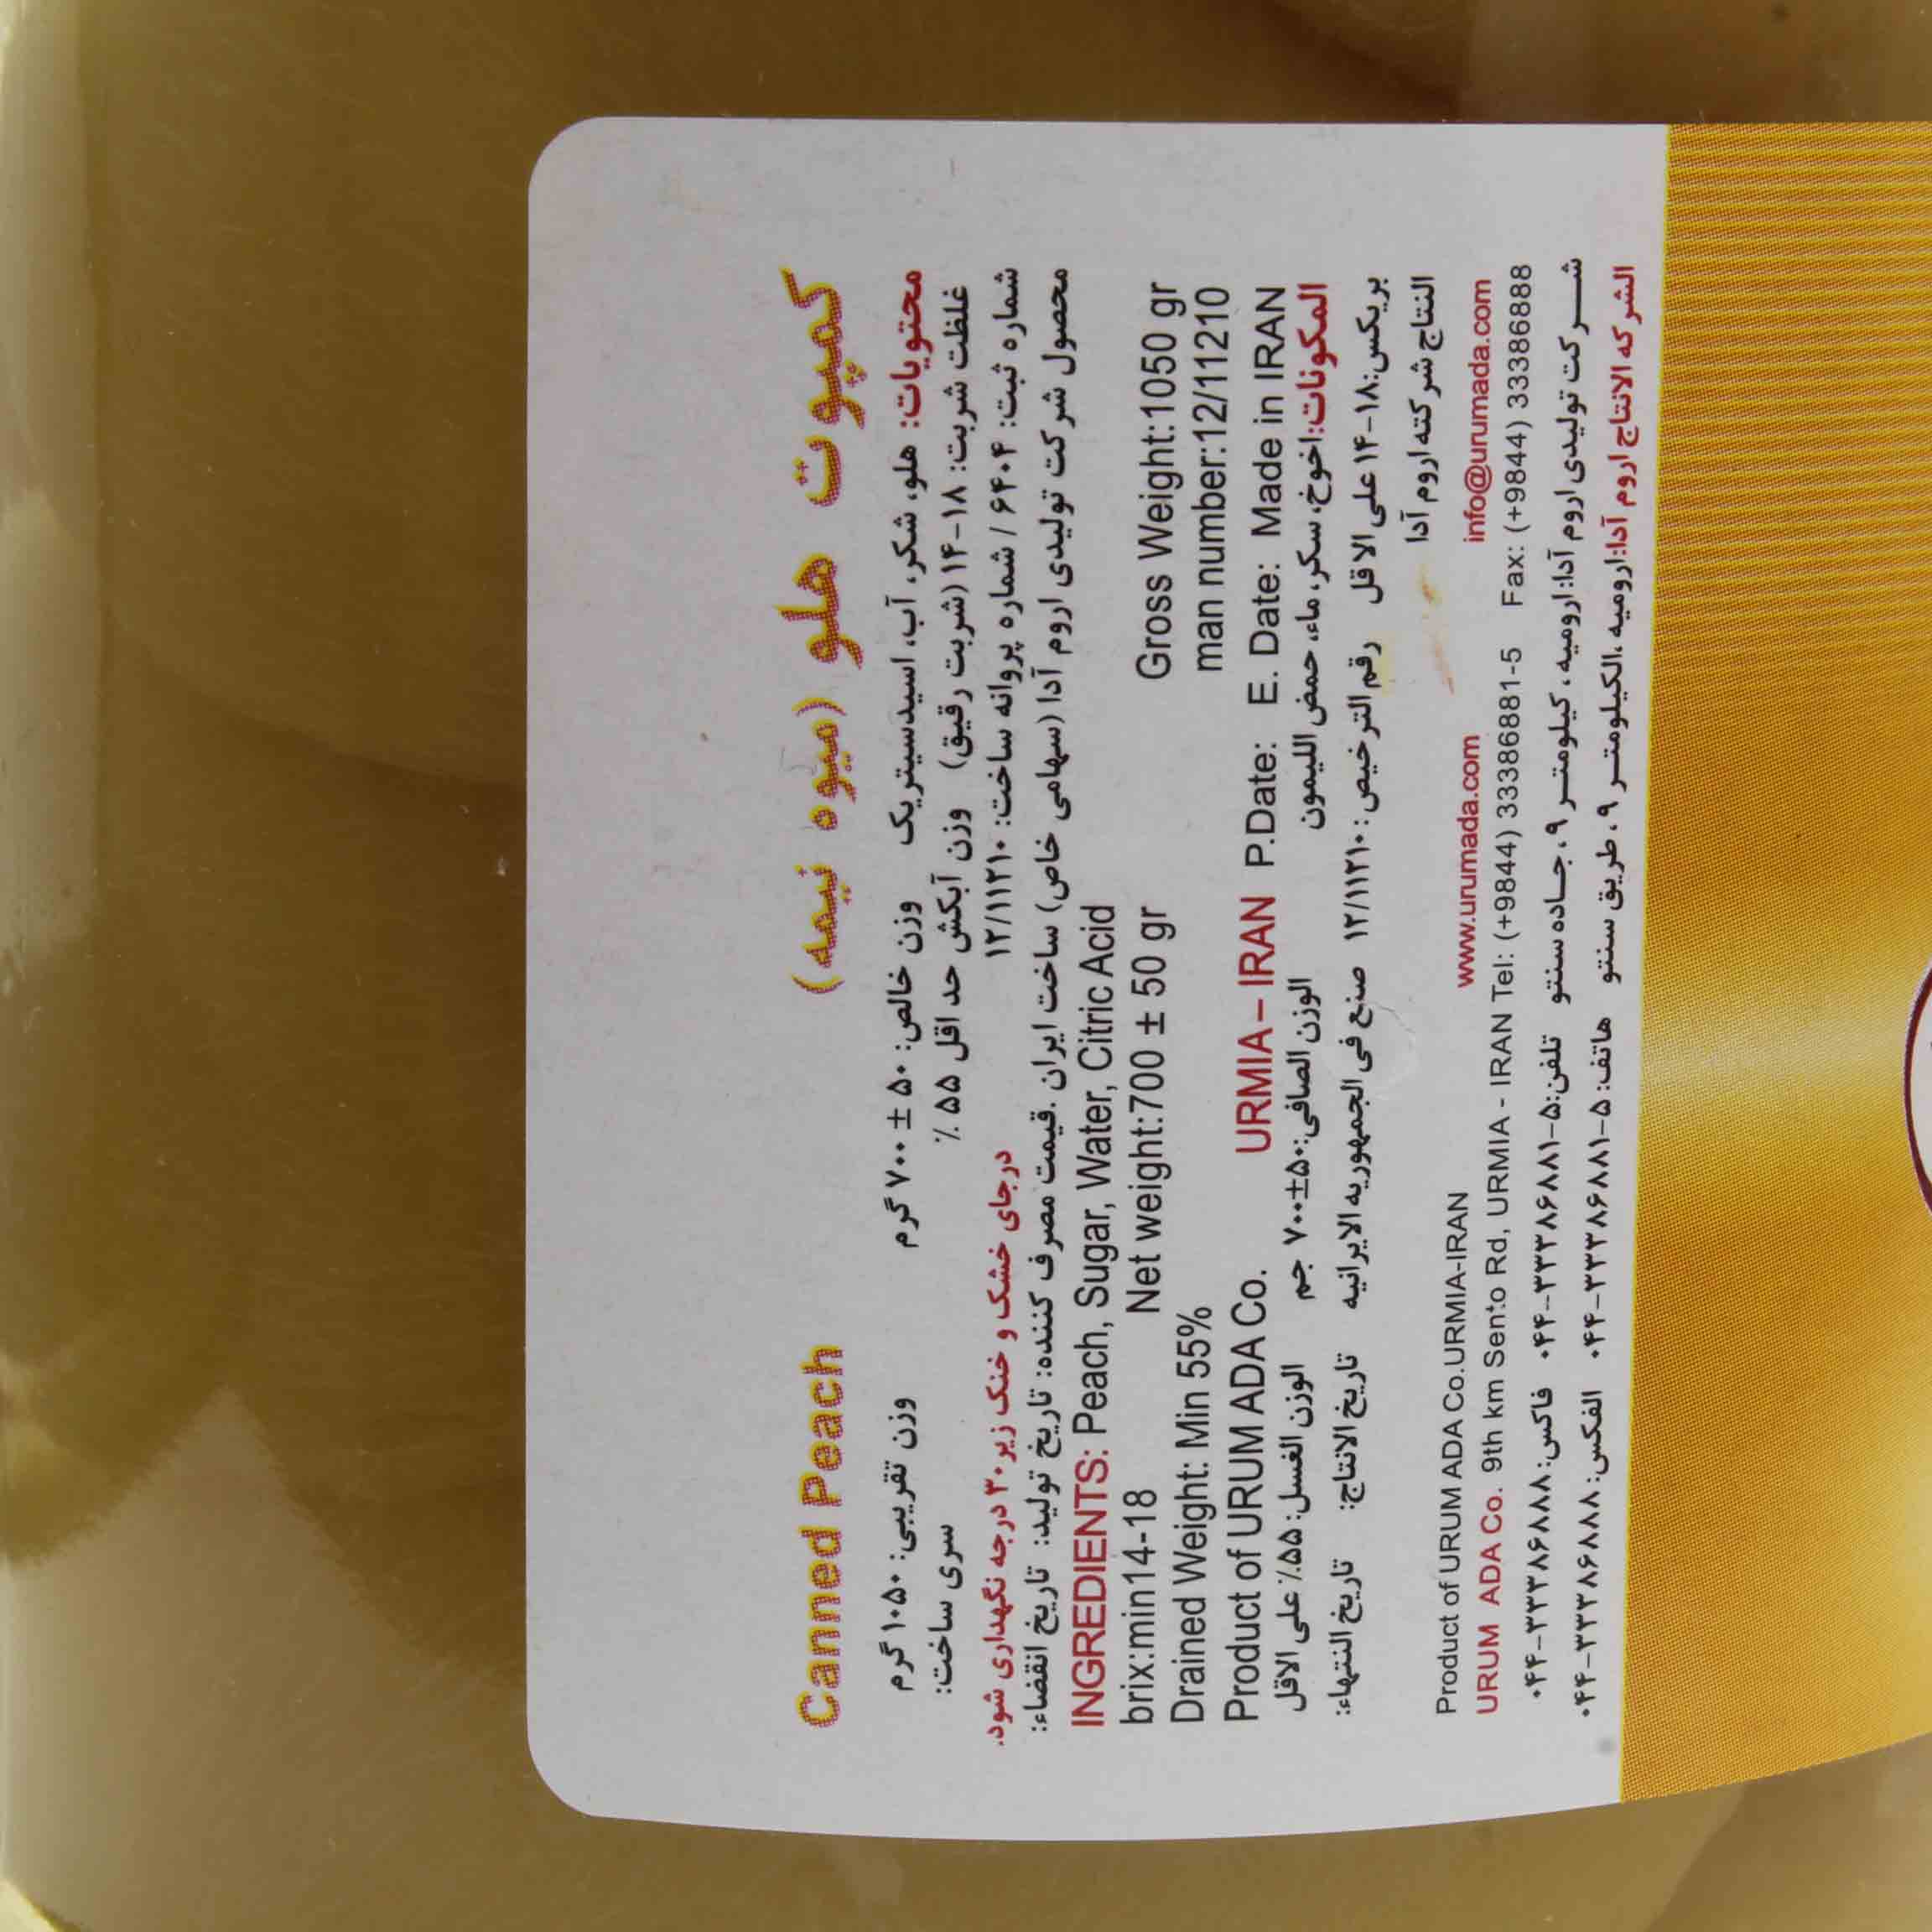 Canned Peach کمپوت هلو (میوه نیمه)
محتویات: هلو، شکر، آب، اسیدسیتریک وزن خالص: ۵۰ ± ۷۰۰ گرم وزن تقریبی: ۱۰۵۰ گرم
غلظت شربت: ۱۸-۱۴ (شربت رقیق) وزن آبکش حد اقل ۵۵ ٪ سری ساخت:
شماره ثبت: ۶۴۰۴ / شماره پروانه ساخت: ۱۲/۱۱۲۱۰ درجای خشک و خنک زیر ۳۰ درجه نگهداری شود.
محصول شرکت تولیدی اروم آدا (سهامی خاص) ساخت ایران .قیمت مصرف کننده: تاریخ تولید: تاریخ انقضاء:
INGREDIENTS: Peach, Sugar, Water, Citric Acid
brix:min14-18 Net weight:700 ± 50 gr Gross Weight:1050 gr
Drained Weight: Min 55% man number:12/11210
Product of URUM ADA Co. URMIA – IRAN P.Date: E. Date: Made in IRAN
المکونات:اخوخ، سکر، ماء، حمض اللیمون الوزن الصافی:۵۰±۷۰۰ جم الوزن الغسل: ۵۵٪ علی الاقل
بریکس:۱۸-۱۴علی الاقل رقم الترخیص: ۱۲/۱۱۲۱۰ صنع فی الجمهوریه الایرانیه تاریخ الانتاج: تاریخ النتهاء:
النتاج شرکته اروم آدا
Product of URUM ADA Co.URMIA-IRAN www.urumada.com info@urumada.com
URUM ADA Co. 9th km Sento Rd, URMIA - IRAN Tel: (+9844) 33386881-5 Fax: (+9844) 33386888
شرکت تولیدی اروم آدا: ارومیه ، کیلومتر ۹ ، جاده سنتو تلفن:۵-۳۳۳۸۶۸۸۱-۰۴۴ فاکس: ۳۳۳۸۶۸۸۸-۰۴۴
الشرکه الانتاج اروم آدا:ارومیه ،الکیلومتر ۹ ، طریق سنتو هاتف: ۵-۳۳۳۸۶۸۸۱-۰۴۴ الفکس: ۳۳۳۸۶۸۸۸-۰۴۴